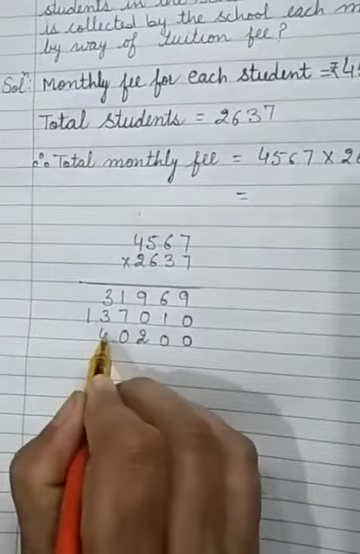 students in the
is collected by the school each m
by way of tuition fee?
Sol: Monthly fee for each student = ₹4
Total students = 2637
∴ Total monthly fee = 4567 × 26
=
4567
×2637
31969
137010
40200